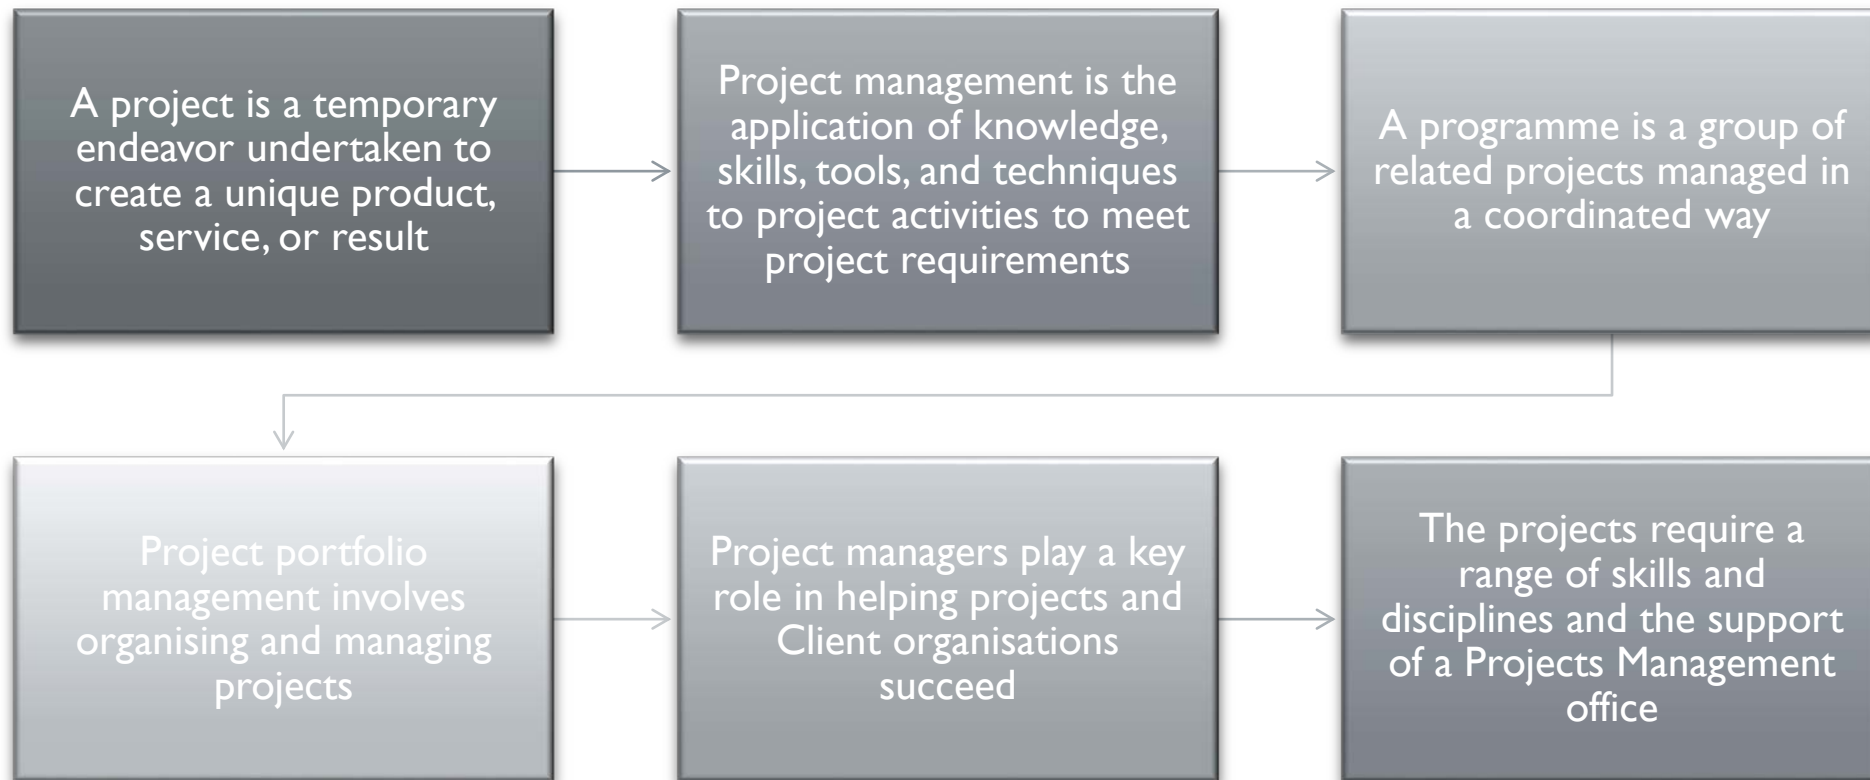 A project is a temporary
endeavor undertaken to
create a unique product,
service, or result
Project management is the
application of knowledge,
skills, tools, and techniques
to project activities to meet
project requirements
A programme is a group of
related projects managed in
a coordinated way
Project portfolio
management involves
organising and managing
projects
Project managers play a key
role in helping projects and
Client organisations
succeed
The projects require a
range of skills and
disciplines and the support
of a Projects Management
office